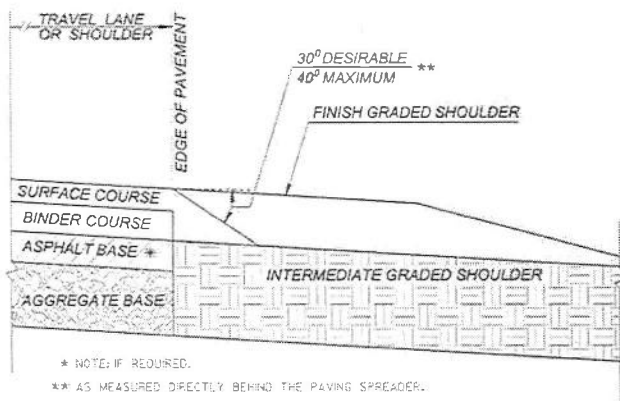 TRAVEL LANE
OR SHOULDER
EDGE OF PAVEMENT
30° DESIRABLE
40° MAXIMUM **
FINISH GRADED SHOULDER
SURFACE COURSE
BINDER COURSE
ASPHALT BASE *
INTERMEDIATE GRADED SHOULDER
AGGREGATE BASE
* NOTE: IF REQUIRED.
** AS MEASURED DIRECTLY BEHIND THE PAVING SPREADER.